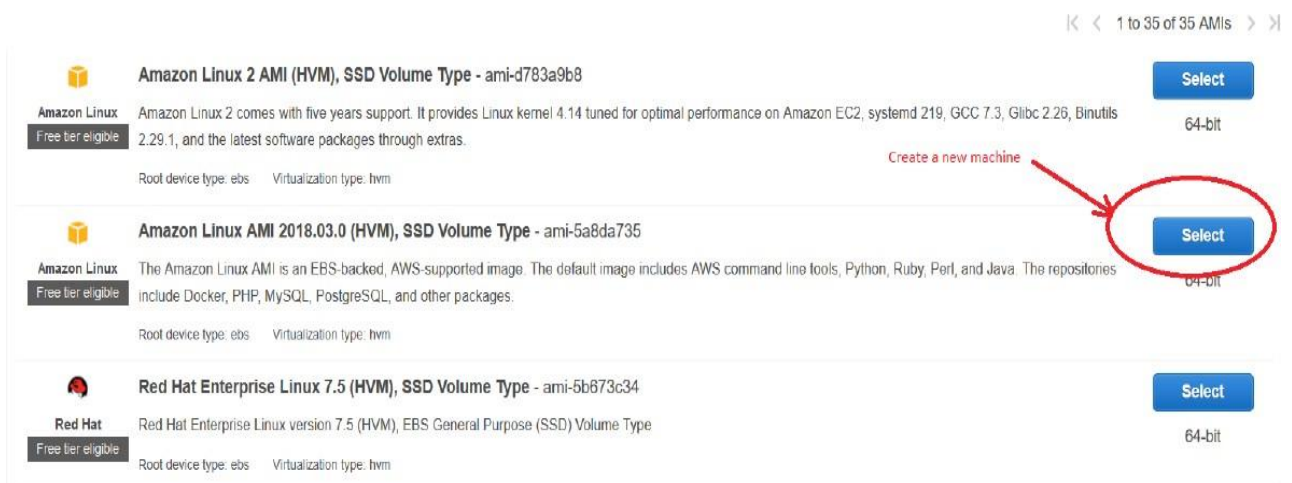 1 to 35 of 35 AMIs
Amazon Linux 2 AMI (HVM), SSD Volume Type - ami-d783a9b8
Select
Amazon Linux
Free tier eligible
Amazon Linux 2 comes with five years support. It provides Linux kernel 4.14 tuned for optimal performance on Amazon EC2, systemd 219, GCC 7.3, Glibc 2.26, Binutils
2.29.1, and the latest software packages through extras.
64-bit
Root device type: ebs Virtualization type: hvm
Create a new machine
Amazon Linux AMI 2018.03.0 (HVM), SSD Volume Type - ami-5a8da735
Select
Amazon Linux
Free tier eligible
The Amazon Linux AMI is an EBS-backed, AWS-supported image. The default image includes AWS command line tools, Python, Ruby, Perl, and Java. The repositories
include Docker, PHP, MySQL, PostgreSQL, and other packages.
64-bit
Root device type: ebs Virtualization type: hvm
Red Hat Enterprise Linux 7.5 (HVM), SSD Volume Type - ami-5b673c34
Select
Red Hat
Free tier eligible
Red Hat Enterprise Linux version 7.5 (HVM), EBS General Purpose (SSD) Volume Type
64-bit
Root device type: ebs Virtualization type: hvm